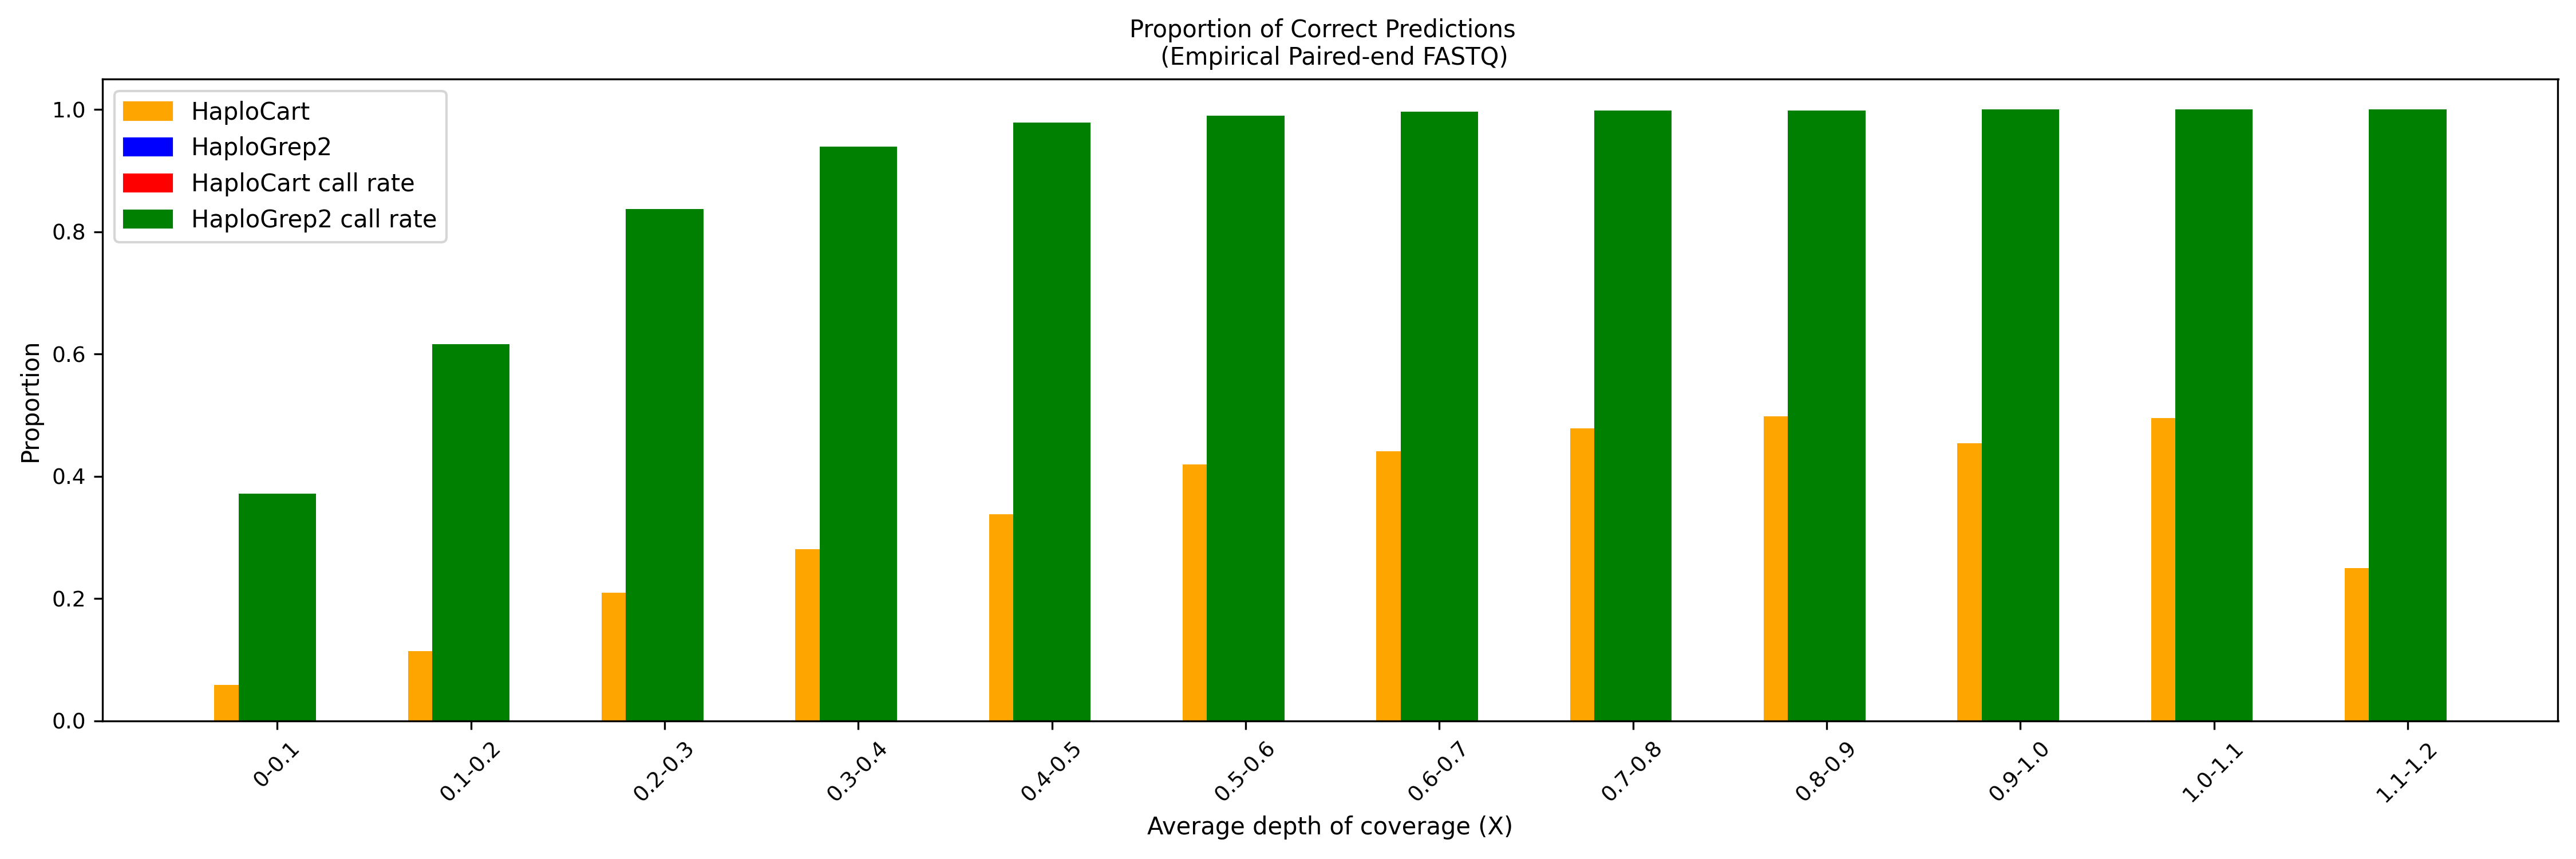 Proportion of Correct Predictions
(Empirical Paired-end FASTQ)
HaploCart
HaploGrep2
HaploCart call rate
HaploGrep2 call rate
Proportion
1.0
0.8
0.6
0.4
0.2
0.0
0-0.1
0.1-0.2
0.2-0.3
0.3-0.4
0.4-0.5
0.5-0.6
0.6-0.7
0.7-0.8
0.8-0.9
0.9-1.0
1.0-1.1
1.1-1.2
Average depth of coverage (X)